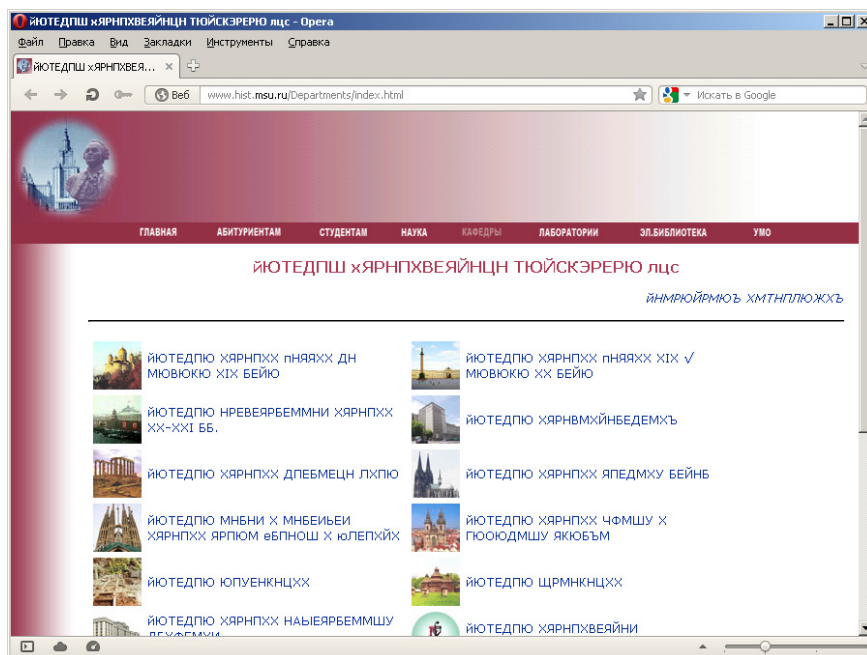 йЮТЕДПШ хЯРНПХВЕЯЙНЦН ТЮЙСКЭРЕРЮ лцс - Opera
Файл Правка Вид Закладки Инструменты Справка
йЮТЕДПШ хЯРНПХВЕЯ...
Веб www.hist.msu.ru/Departments/index.html Искать в Google
ГЛАВНАЯ АБИТУРИЕНТАМ СТУДЕНТАМ НАУКА КАФЕДРЫ ЛАБОРАТОРИИ ЭЛ.БИБЛИОТЕКА УМО
йЮТЕДПШ хЯРНПХВЕЯЙНЦН ТЮЙСКЭРЕРЮ лцс
йНМРЮЙРМЮЪ ХМТНПЛЮЖХЪ
йЮТЕДПЮ ХЯРНПХХ пНЯЯХХ ДН
МЮВЮКЮ XIX БЕЙЮ
йЮТЕДПЮ ХЯРНПХХ пНЯЯХХ XIX √
МЮВЮКЮ XX БЕЙЮ
йЮТЕДПЮ НРЕВЕЯРБЕММНИ ХЯРНПХХ
XX-XXI ББ.
йЮТЕДПЮ ХЯРНВМХЙНБЕДЕМХЪ
йЮТЕДПЮ ХЯРНПХХ ДПЕБМЕЦН ЛХПЮ
йЮТЕДПЮ ХЯРНПХХ ЯПЕДМХУ БЕЙНБ
йЮТЕДПЮ МНБНИ Х МНБЕИЬЕИ
ХЯРНПХХ ЯРПЮМ еБПНОШ Х юЛЕПХЙХ
йЮТЕДПЮ ХЯРНПХХ ЧФМШУ Х
ГЮОЮДМШУ ЯКЮБЪМ
йЮТЕДПЮ ЮПУЕНКНЦХХ
йЮТЕДПЮ ЩРМНКНЦХХ
йЮТЕДПЮ ХЯРНПХХ НАЫЕЯРБЕММШУ
йЮТЕДПЮ ХЯРНПХВЕЯЙНИ